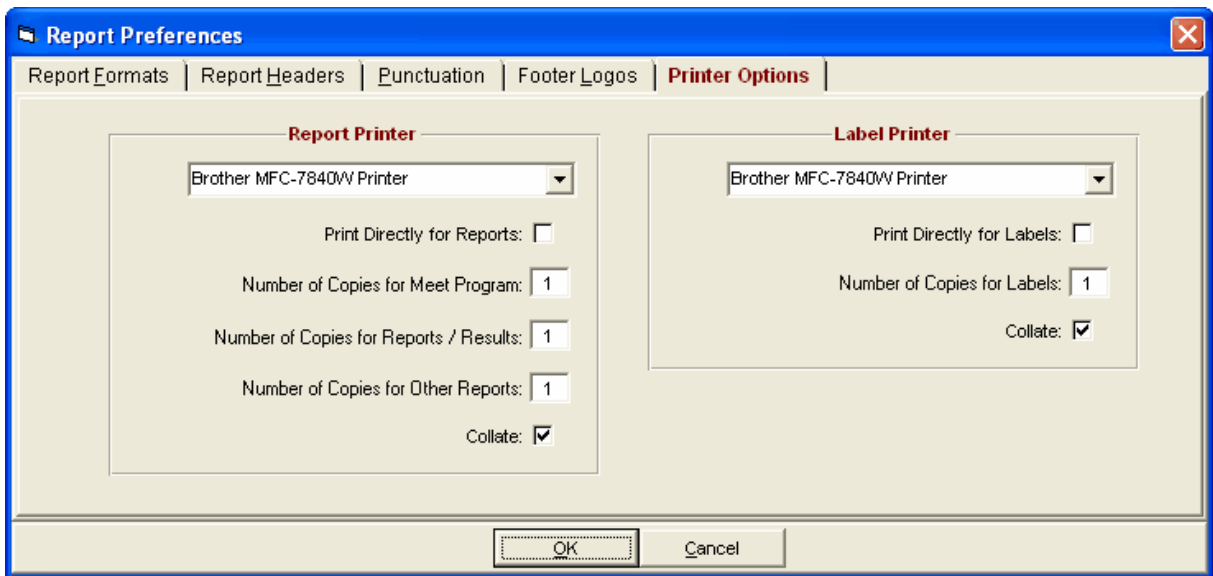 Report Preferences
Report Formats
Report Headers
Punctuation
Footer Logos
Printer Options
Report Printer
Brother MFC-7840W Printer
Print Directly for Reports:
Number of Copies for Meet Program: 1
Number of Copies for Reports / Results: 1
Number of Copies for Other Reports: 1
Collate:
Label Printer
Brother MFC-7840W Printer
Print Directly for Labels:
Number of Copies for Labels: 1
Collate:
OK
Cancel